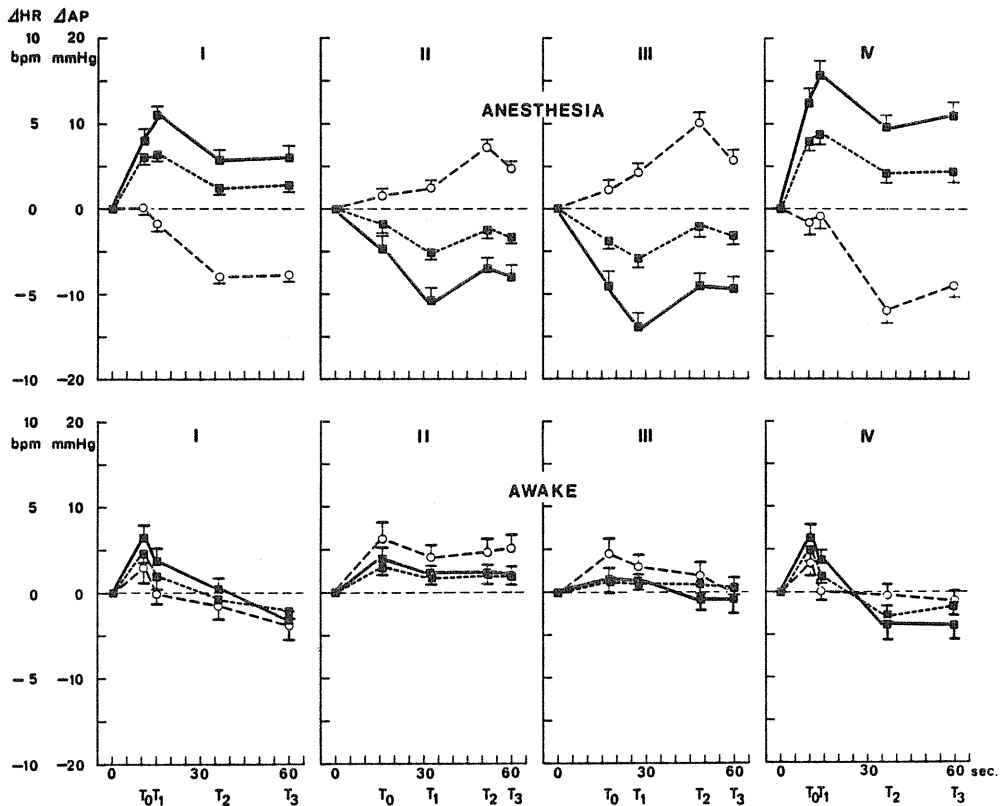 ΔHR ΔAP
10 20
bpm mmHg
I II III IV
ANESTHESIA
5 10
0 0
−5 −10
−10 −20
10 20
bpm mmHg
I II III IV
AWAKE
5 10
0 0
−5 −10
−10 −20
0 30 60 0 30 60 0 30 60 0 30 60 sec.
T0 T1 T2 T3 T0 T1 T2 T3 T0 T1 T2 T3 T0 T1 T2 T3